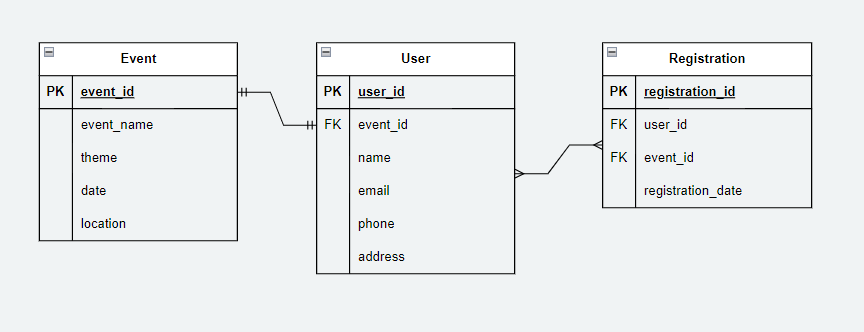 Event
PK event_id
event_name
theme
date
location
User
PK user_id
FK event_id
name
email
phone
address
Registration
PK registration_id
FK user_id
FK event_id
registration_date